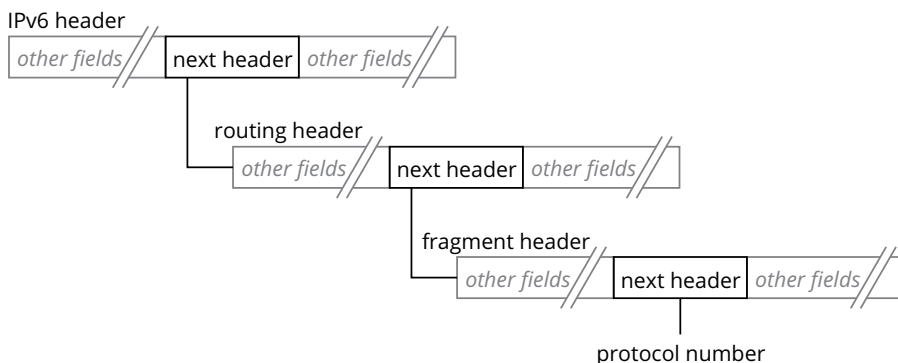 IPv6 header
other fields next header other fields
routing header
other fields next header other fields
fragment header
other fields next header other fields
protocol number